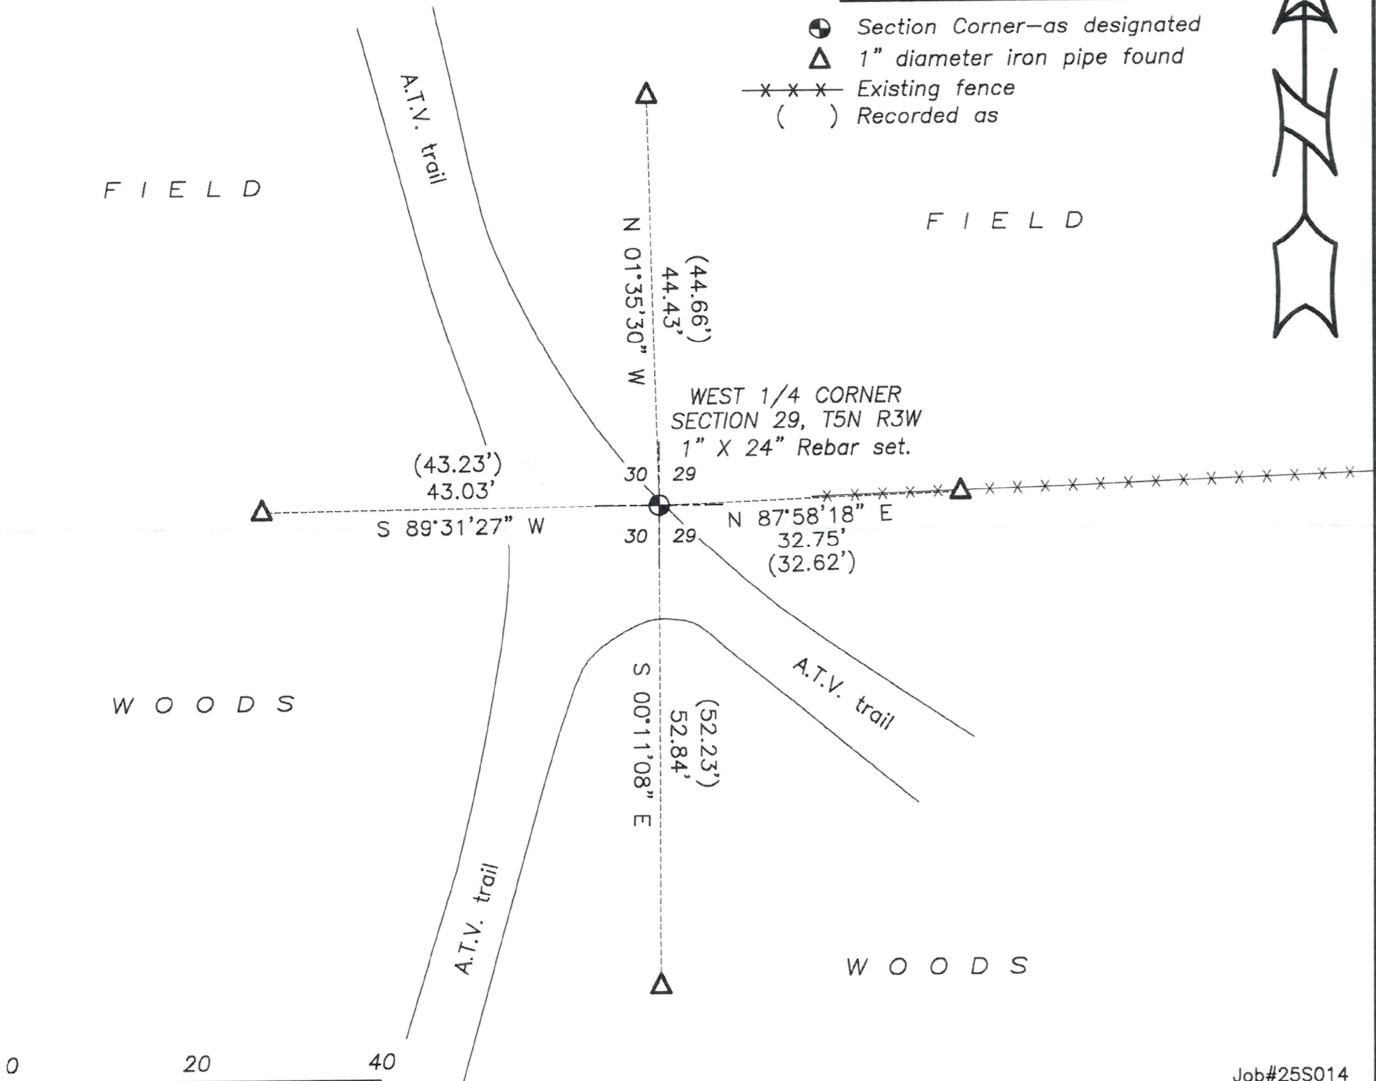 Section Corner-as designated
1" diameter iron pipe found
Existing fence
( ) Recorded as
A.T.V. trail
FIELD
FIELD
N 01°35'30" W
44.43'
(44.66')
WEST 1/4 CORNER
SECTION 29, T5N R3W
1" X 24" Rebar set.
(43.23')
43.03'
S 89°31'27" W
30 29
30 29
N 87°58'18" E
32.75'
(32.62')
WOODS
S 00°11'08" E
52.84'
(52.23')
A.T.V. trail
A.T.V. trail
WOODS
0 20 40
Job#25S014